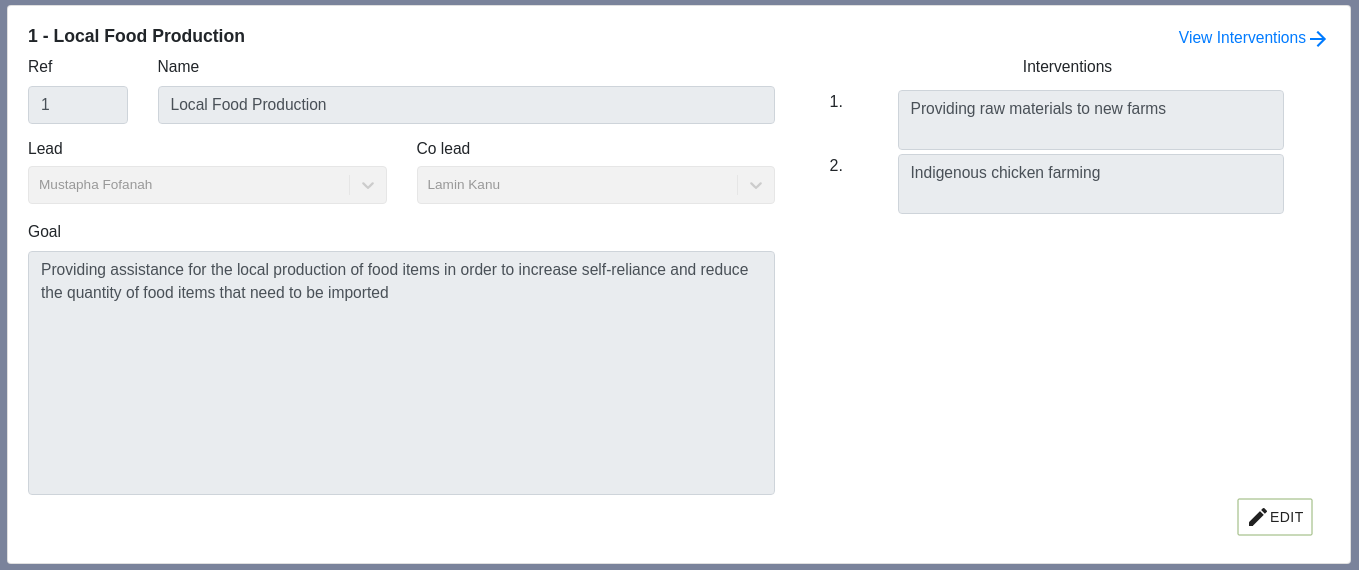 1 - Local Food Production
View Interventions
Ref
Name
1
Local Food Production
Lead
Co lead
Mustapha Fofanah
Lamin Kanu
Goal
Providing assistance for the local production of food items in order to increase self-reliance and reduce
the quantity of food items that need to be imported
Interventions
1.
Providing raw materials to new farms
2.
Indigenous chicken farming
EDIT